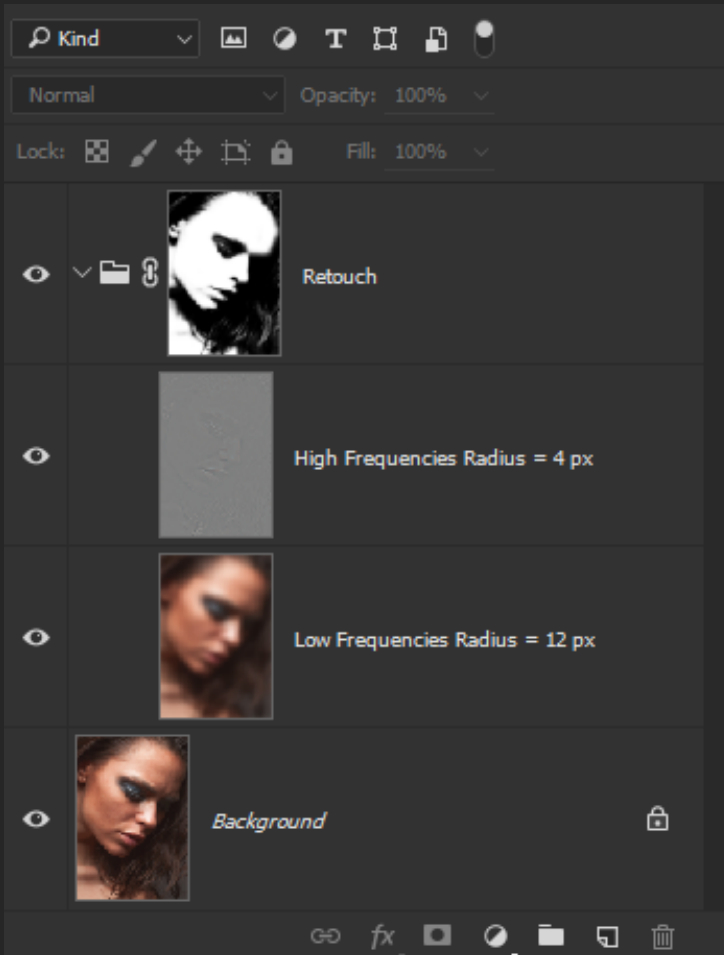 Kind
Normal Opacity: 100%
Lock: Fill: 100%
Retouch
High Frequencies Radius = 4 px
Low Frequencies Radius = 12 px
Background
fx